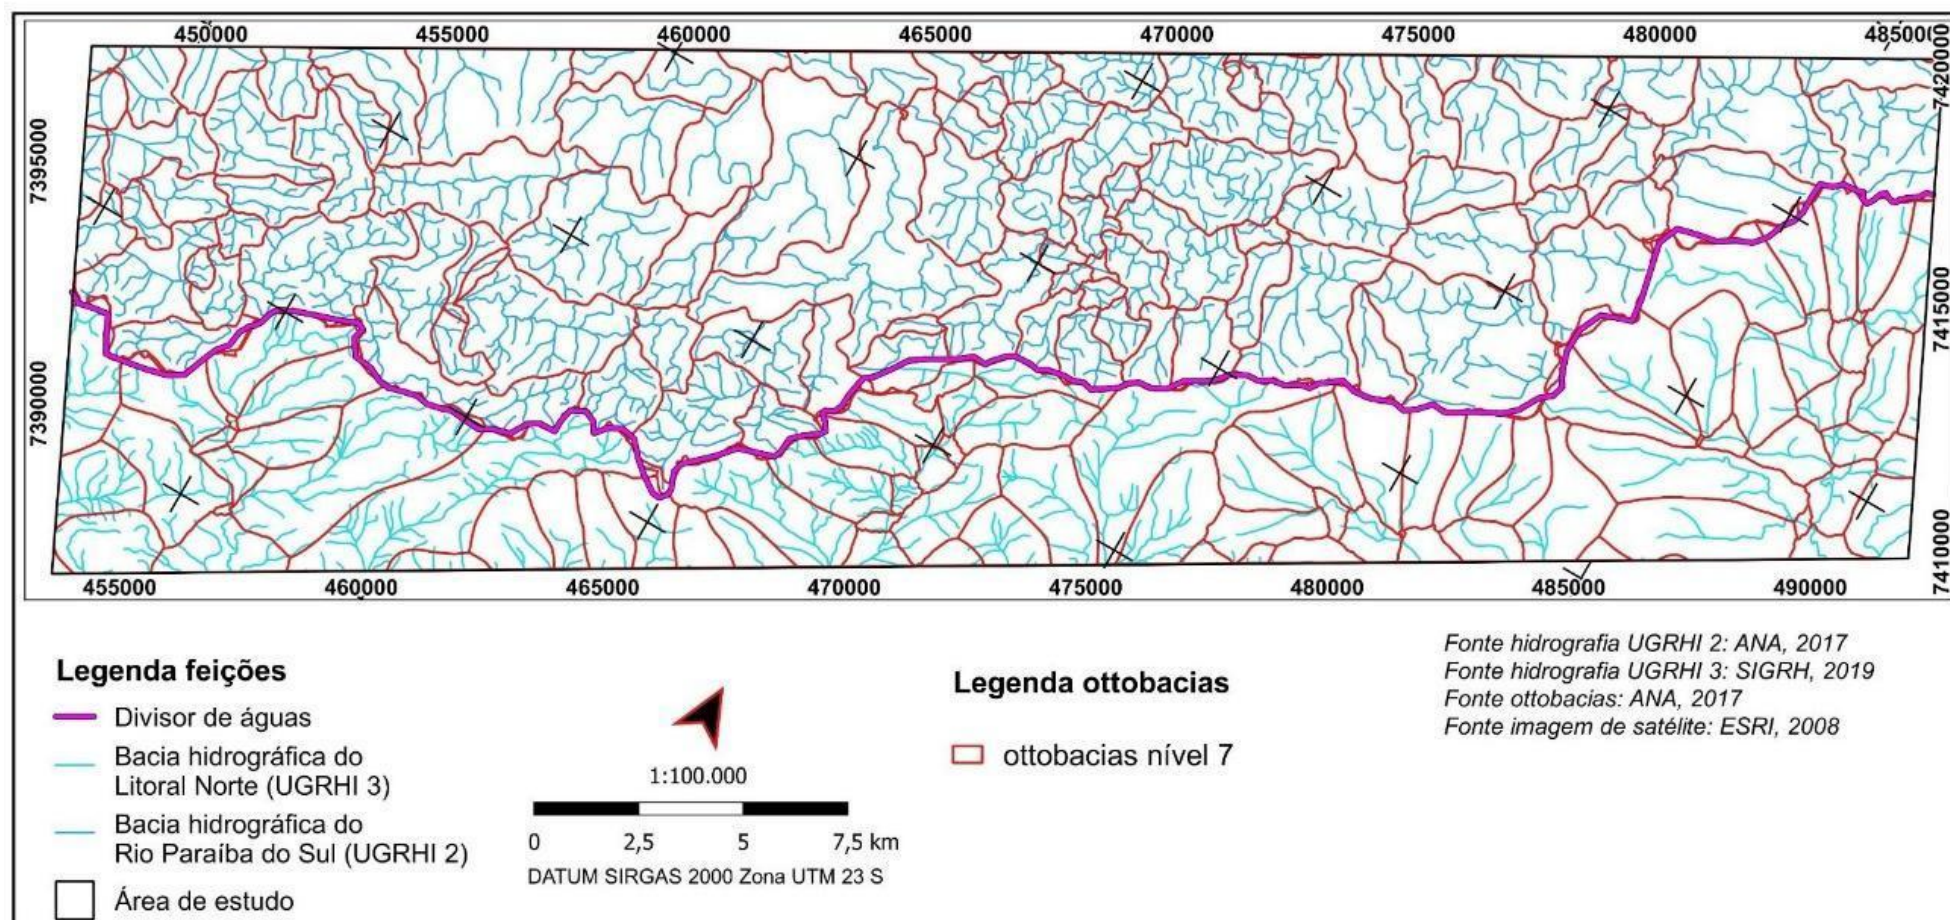 450000 455000 460000 465000 470000 475000 480000 485000
7395000
7390000
7420000
7415000
7410000
455000 460000 465000 470000 475000 480000 485000 490000
Legenda feições
Divisor de águas
Bacia hidrográfica do
Litoral Norte (UGRHI 3)
Bacia hidrográfica do
Rio Paraíba do Sul (UGRHI 2)
Área de estudo
1:100.000
0 2,5 5 7,5 km
DATUM SIRGAS 2000 Zona UTM 23 S
Legenda ottobacias
ottobacias nível 7
Fonte hidrografia UGRHI 2: ANA, 2017
Fonte hidrografia UGRHI 3: SIGRH, 2019
Fonte ottobacias: ANA, 2017
Fonte imagem de satélite: ESRI, 2008